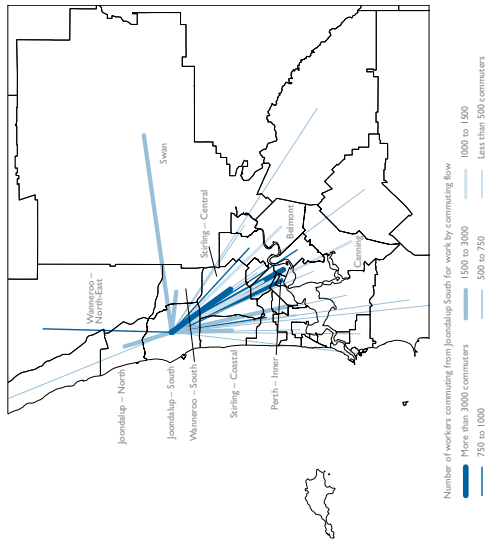 Swan
Stirling – Central
Belmont
Canning
Wanneroo –
North-East
Joondalup – North
Joondalup – South
Wanneroo – South
Stirling – Coastal
Perth – Inner
Number of workers commuting from Joondalup South for work by commuting flow
More than 3000 commuters
1500 to 3000
1000 to 1500
750 to 1000
500 to 750
Less than 500 commuters